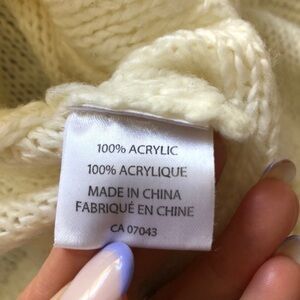 100% ACRYLIC
100% ACRYLIQUE
MADE IN CHINA
FABRIQUÉ EN CHINE
CA 07043